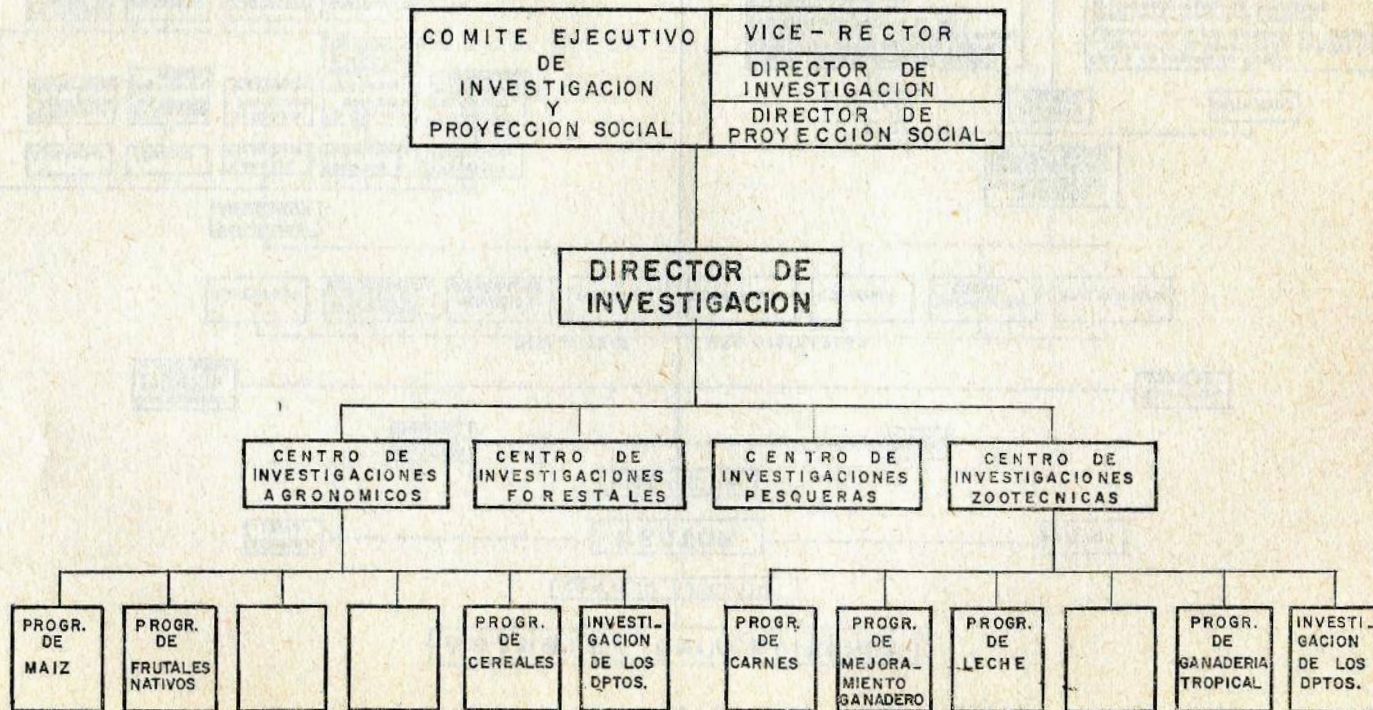 COMITE EJECUTIVO
DE
INVESTIGACION
Y
PROYECCION SOCIAL
VICE-RECTOR
DIRECTOR DE
INVESTIGACION
DIRECTOR DE
PROYECCION SOCIAL
DIRECTOR DE
INVESTIGACION
CENTRO DE
INVESTIGACIONES
AGRONOMICOS
CENTRO DE
INVESTIGACIONES
FORESTALES
CENTRO DE
INVESTIGACIONES
PESQUERAS
CENTRO DE
INVESTIGACIONES
ZOOTECNICAS
PROGR.
DE
MAIZ
PROGR.
DE
FRUTALES
NATIVOS
PROGR.
DE
CEREALES
INVESTI-
GACION
DE LOS
DPTOS.
PROGR.
DE
CARNES
PROGR.
DE
MEJORA-
MIENTO
GANADERO
PROGR.
DE
LECHE
PROGR.
DE
GANADERIA
TROPICAL
INVESTI-
GACION
DE LOS
DPTOS.